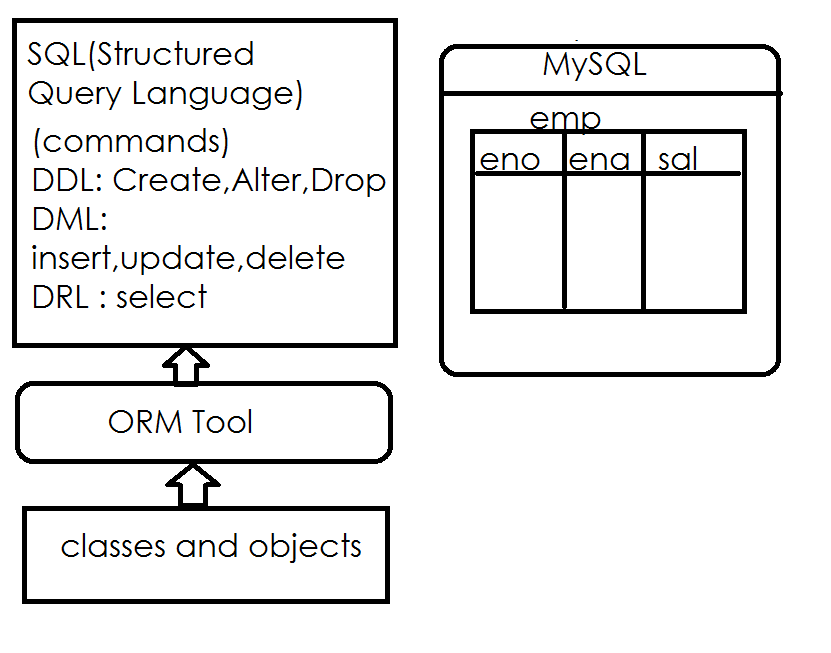 SQL(Structured
Query Language)
(commands)
DDL: Create,Alter,Drop
DML:
insert,update,delete
DRL : select
ORM Tool
classes and objects
MySQL
emp
eno ena sal